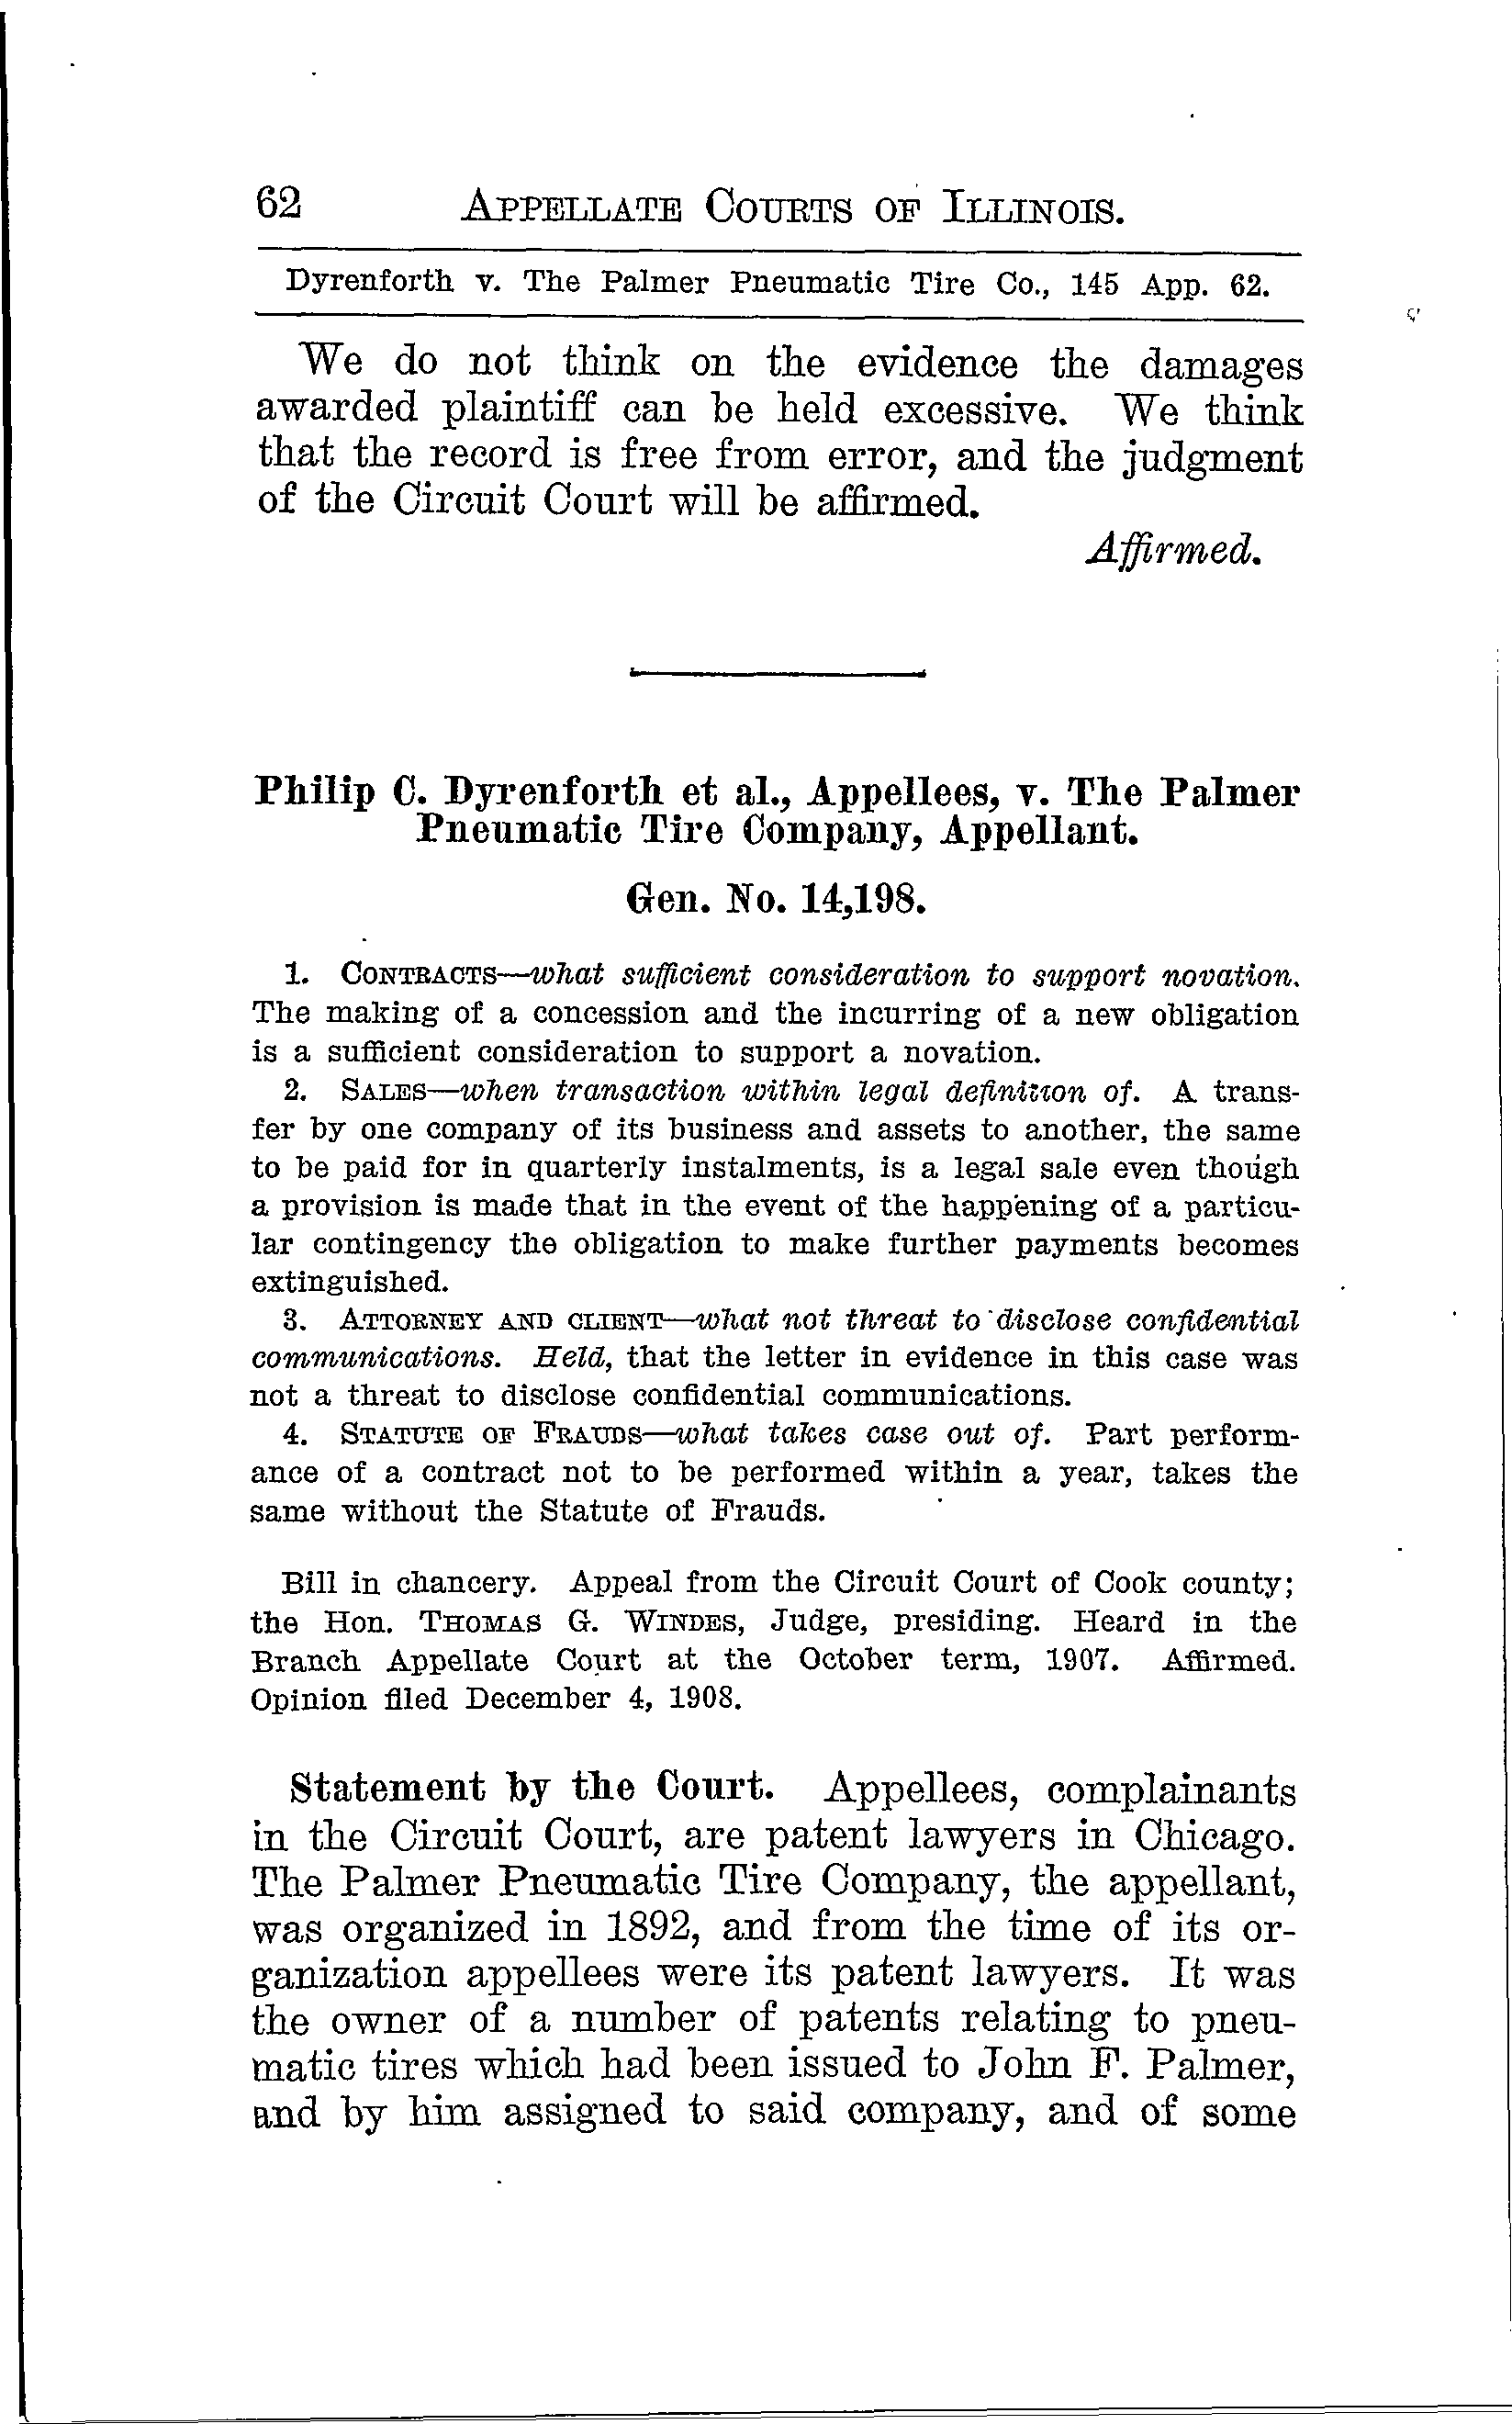 62 APPELLATE COURTS OF ILLINOIS.
Dyrenforth v. The Palmer Pneumatic Tire Co., 145 App. 62.
We do not think on the evidence the damages
awarded plaintiff can be held excessive. We think
that the record is free from error, and the judgment
of the Circuit Court will be affirmed.
Affirmed.
Philip C. Dyrenforth et al., Appellees, v. The Palmer
Pneumatic Tire Company, Appellant.
Gen. No. 14,198.
1. CONTRACTS—what sufficient consideration to support novation.
The making of a concession and the incurring of a new obligation
is a sufficient consideration to support a novation.
2. SALES—when transaction within legal definition of. A trans-
fer by one company of its business and assets to another, the same
to be paid for in quarterly instalments, is a legal sale even though
a provision is made that in the event of the happening of a particu-
lar contingency the obligation to make further payments becomes
extinguished.
3. ATTORNEY AND CLIENT—what not threat to disclose confidential
communications. Held, that the letter in evidence in this case was
not a threat to disclose confidential communications.
4. STATUTE OF FRAUDS—what takes case out of. Part perform-
ance of a contract not to be performed within a year, takes the
same without the Statute of Frauds.
Bill in chancery. Appeal from the Circuit Court of Cook county;
the Hon. THOMAS G. WINDES, Judge, presiding. Heard in the
Branch Appellate Court at the October term, 1907. Affirmed.
Opinion filed December 4, 1908.
Statement by the Court. Appellees, complainants
in the Circuit Court, are patent lawyers in Chicago.
The Palmer Pneumatic Tire Company, the appellant,
was organized in 1892, and from the time of its or-
ganization appellees were its patent lawyers. It was
the owner of a number of patents relating to pneu-
matic tires which had been issued to John F. Palmer,
and by him assigned to said company, and of some